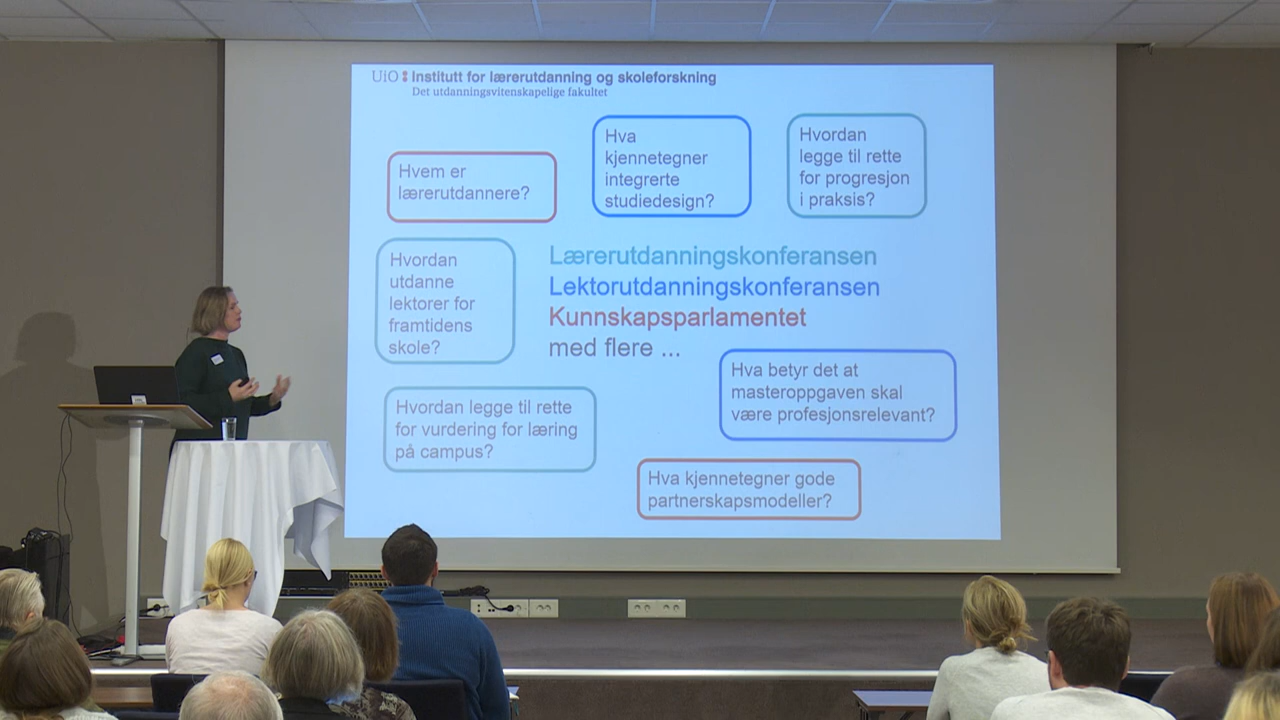 UiO Institutt for lærerutdanning og skoleforskning
Det utdanningsvitenskapelige fakultet
Hvem er
lærerutdannere?
Hva
kjennetegner
integrerte
studiedesign?
Hvordan
legge til rette
for progresjon
i praksis?
Hvordan
utdanne
lektorer for
framtidens
skole?
Lærerutdanningskonferansen
Lektorutdanningskonferansen
Kunnskapsparlamentet
med flere ...
Hva betyr det at
masteroppgaven skal
være profesjonsrelevant?
Hvordan legge til rette
for vurdering for læring
på campus?
Hva kjennetegner gode
partnerskapsmodeller?